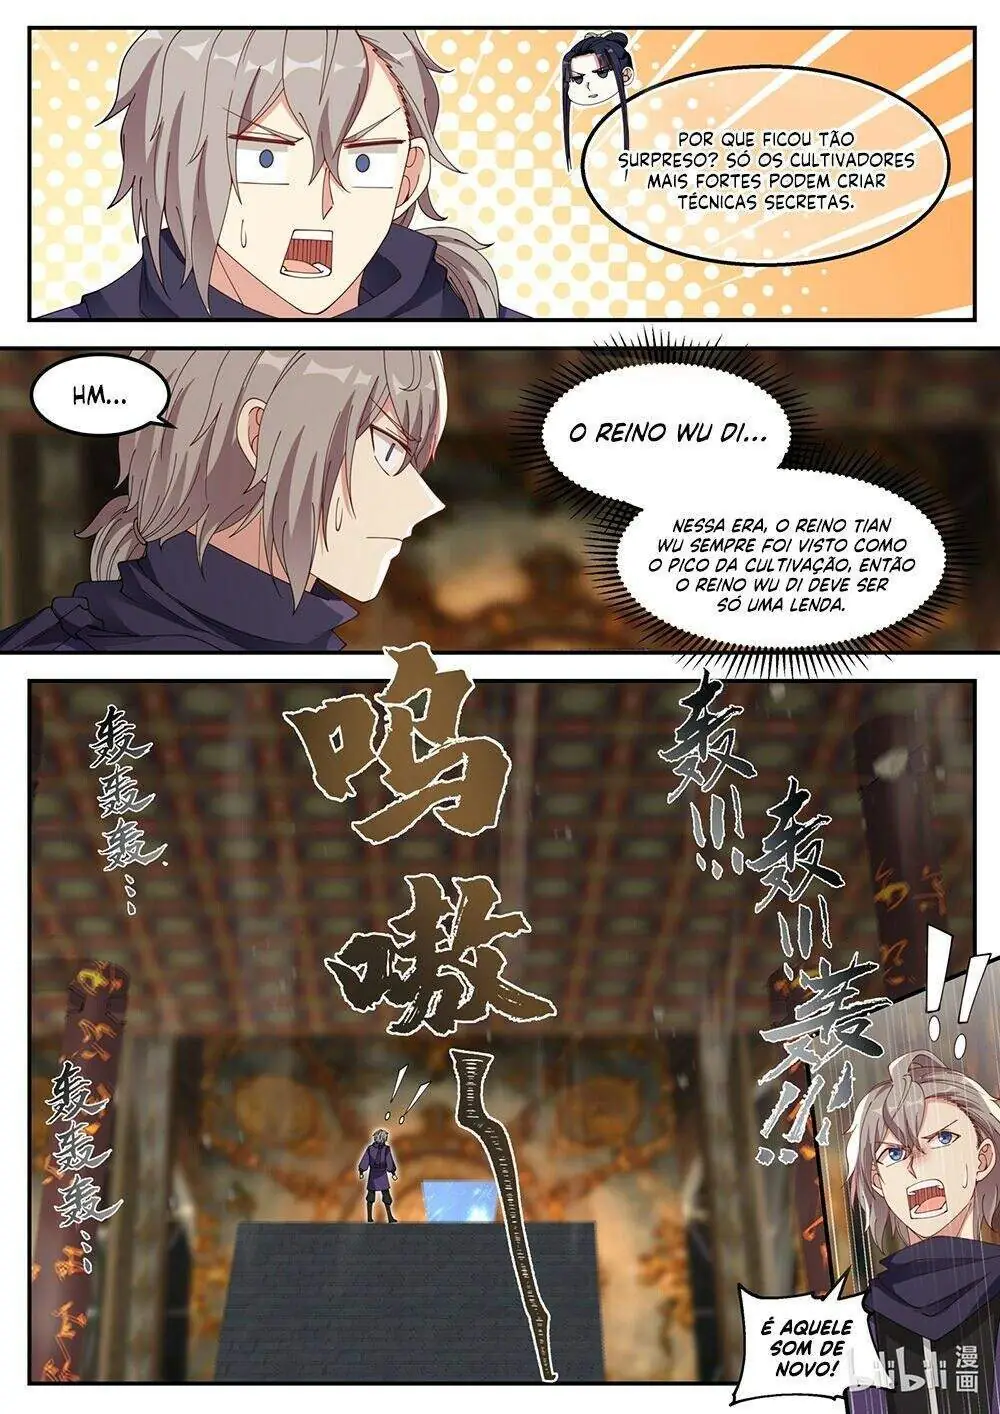 POR QUE FICOU TÃO
SURPRESO? SÓ OS CULTIVADORES
MAIS FORTES PODEM CRIAR
TÉCNICAS SECRETAS.
HM...
O REINO WU DI...
NESSA ERA, O REINO TIAN
WU SEMPRE FOI VISTO COMO
O PICO DA CULTIVAÇÃO, ENTÃO
O REINO WU DI DEVE SER
SÓ UMA LENDA.
轰轰轰...
呜嗷
轰!!!
轰!!!
轰!!!
!!
!!
轰轰轰...
É AQUELE
SOM DE
NOVO!
bilibili
漫画